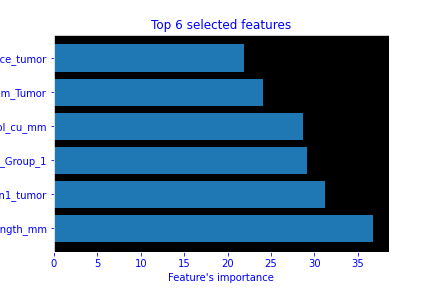 Top 6 selected features
ce_tumor
m_Tumor
ol_cu_mm
_Group_1
n1_tumor
ngth_mm
0 5 10 15 20 25 30 35
Feature's importance